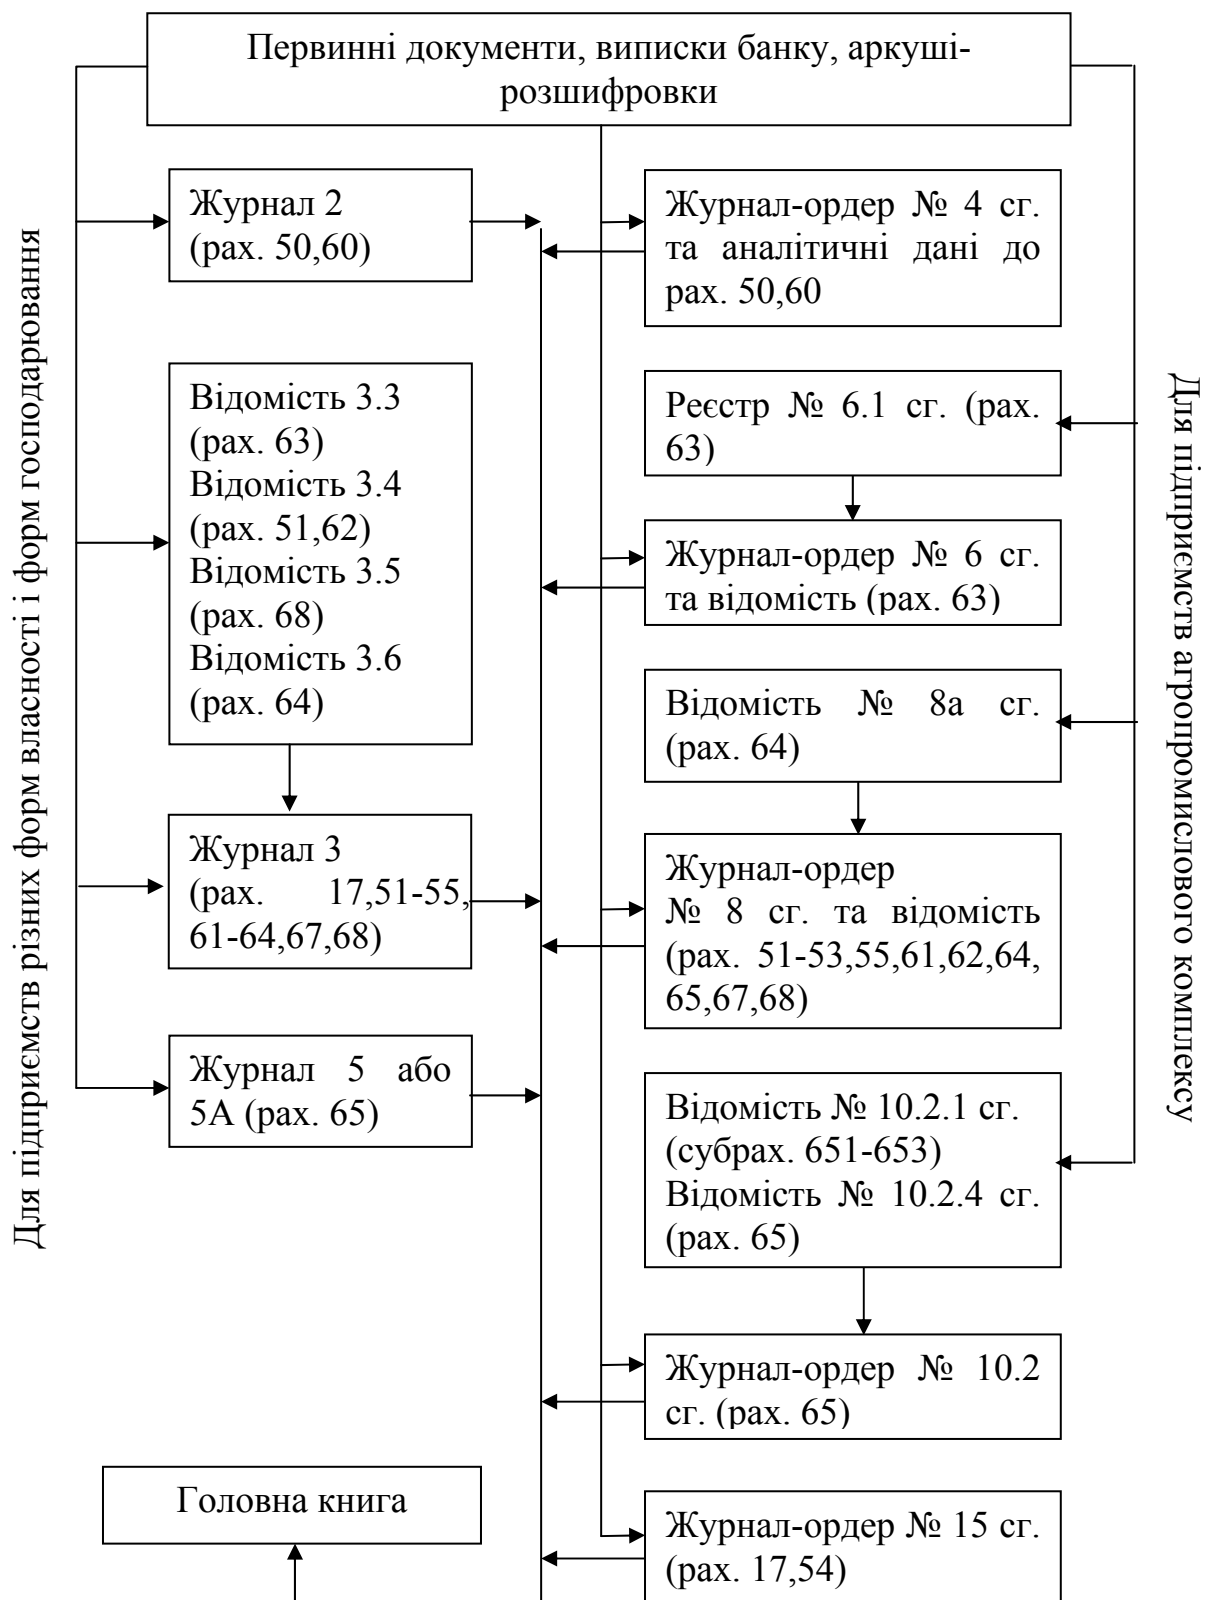 Первинні документи, виписки банку, аркуші-
розшифровки
Для підприємств різних форм власності і форм господарювання
Журнал 2
(рах. 50,60)
Відомість 3.3
(рах. 63)
Відомість 3.4
(рах. 51,62)
Відомість 3.5
(рах. 68)
Відомість 3.6
(рах. 64)
Журнал 3
(рах. 17,51-55,
61-64,67,68)
Журнал 5 або
5А (рах. 65)
Головна книга
Журнал-ордер № 4 сг.
та аналітичні дані до
рах. 50,60
Реєстр № 6.1 сг. (рах.
63)
Журнал-ордер № 6 сг.
та відомість (рах. 63)
Відомість № 8а сг.
(рах. 64)
Журнал-ордер
№ 8 сг. та відомість
(рах. 51-53,55,61,62,64,
65,67,68)
Відомість № 10.2.1 сг.
(субрах. 651-653)
Відомість № 10.2.4 сг.
(рах. 65)
Журнал-ордер № 10.2
сг. (рах. 65)
Журнал-ордер № 15 сг.
(рах. 17,54)
Для підприємств агропромислового комплексу